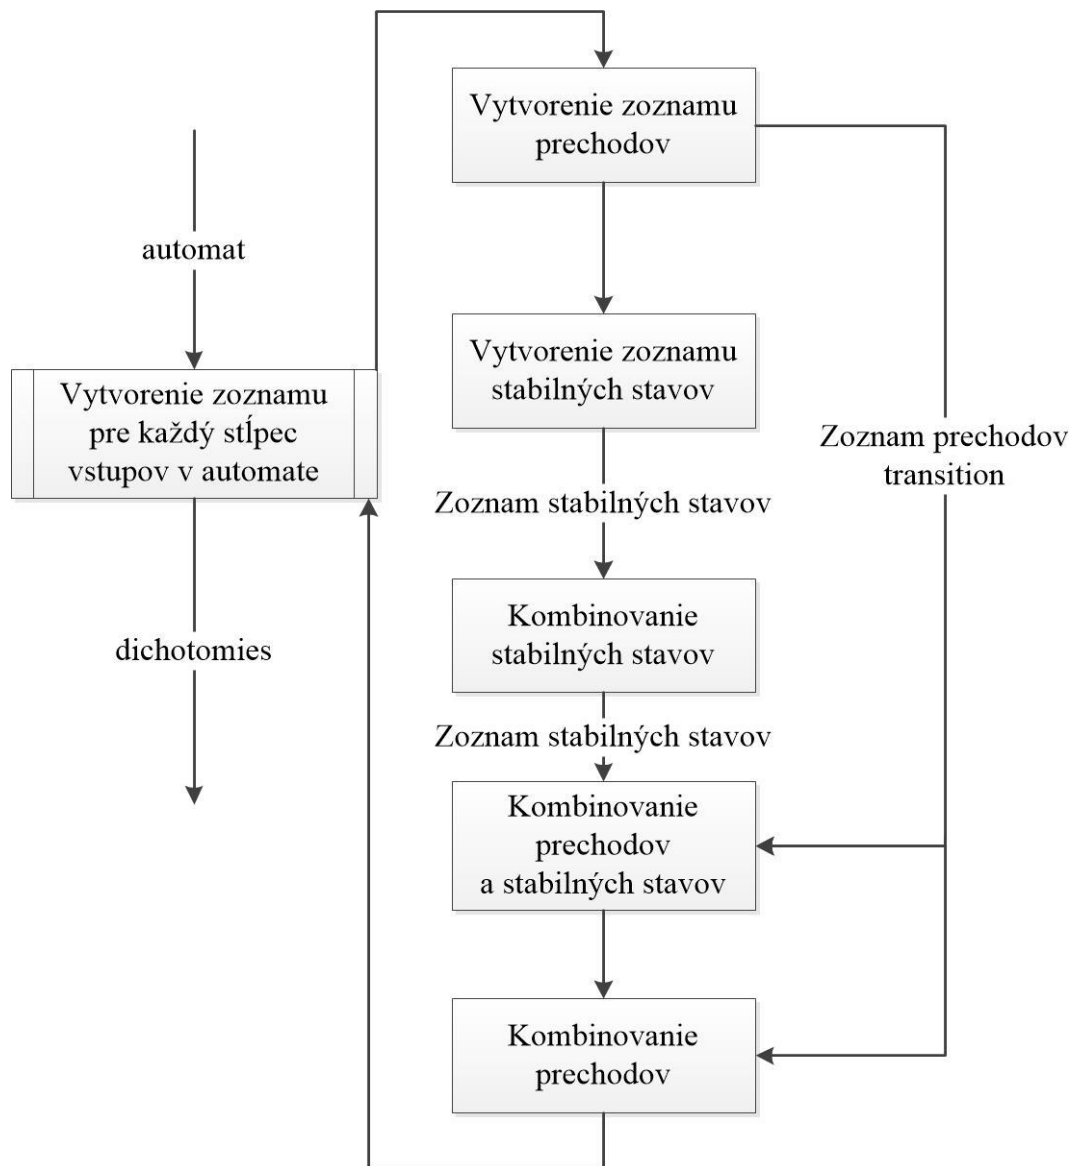 Vytvorenie zoznamu
prechodov
automat
Vytvorenie zoznamu
stabilných stavov
Vytvorenie zoznamu
pre každý stĺpec
vstupov v automate
Zoznam prechodov
transition
Zoznam stabilných stavov
Kombinovanie
stabilných stavov
dichotomies
Zoznam stabilných stavov
Kombinovanie
prechodov
a stabilných stavov
Kombinovanie
prechodov